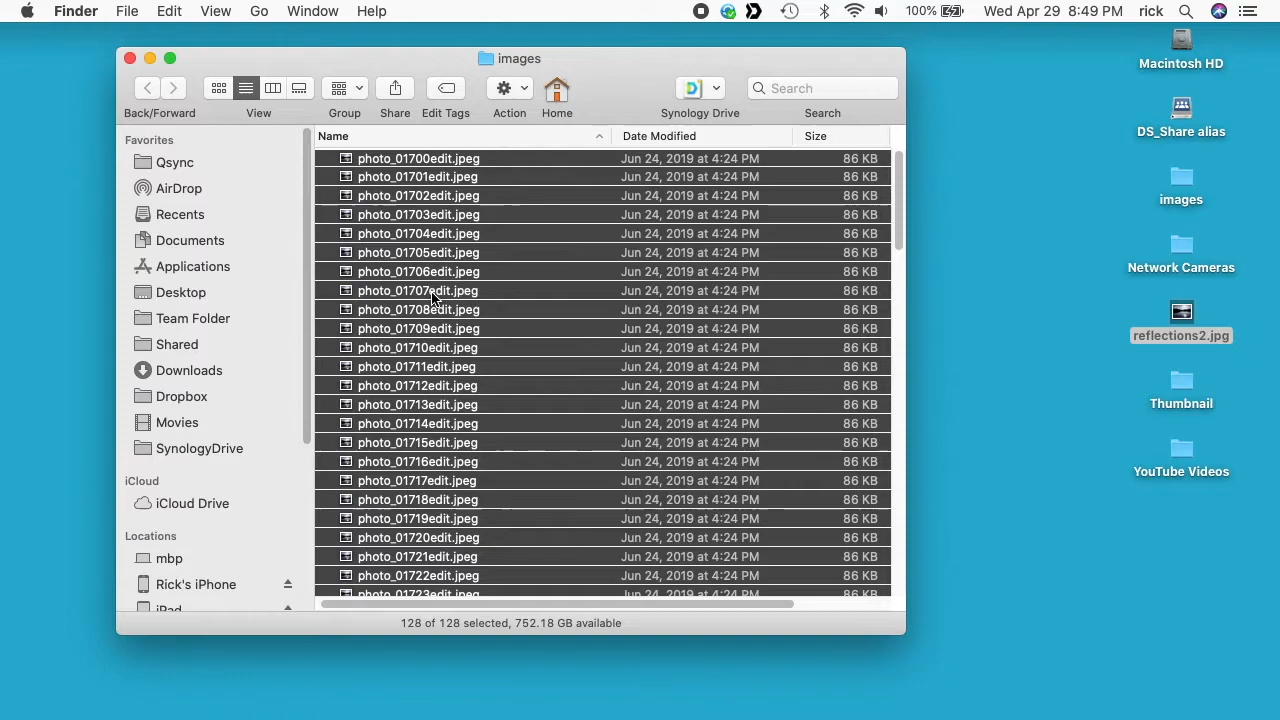 Finder File Edit View Go Window Help 100% Wed Apr 29 8:49 PM rick
images
Back/Forward View Group Share Edit Tags Action Home Synology Drive Search Search
Favorites
Qsync
AirDrop
Recents
Documents
Applications
Desktop
Team Folder
Shared
Downloads
Dropbox
Movies
SynologyDrive
iCloud
iCloud Drive
Locations
mbp
Rick's iPhone
iPad
Name Date Modified Size
photo_01700edit.jpeg Jun 24, 2019 at 4:24 PM 86 KB
photo_01701edit.jpeg Jun 24, 2019 at 4:24 PM 86 KB
photo_01702edit.jpeg Jun 24, 2019 at 4:24 PM 86 KB
photo_01703edit.jpeg Jun 24, 2019 at 4:24 PM 86 KB
photo_01704edit.jpeg Jun 24, 2019 at 4:24 PM 86 KB
photo_01705edit.jpeg Jun 24, 2019 at 4:24 PM 86 KB
photo_01706edit.jpeg Jun 24, 2019 at 4:24 PM 86 KB
photo_01707edit.jpeg Jun 24, 2019 at 4:24 PM 86 KB
photo_01708edit.jpeg Jun 24, 2019 at 4:24 PM 86 KB
photo_01709edit.jpeg Jun 24, 2019 at 4:24 PM 86 KB
photo_01710edit.jpeg Jun 24, 2019 at 4:24 PM 86 KB
photo_01711edit.jpeg Jun 24, 2019 at 4:24 PM 86 KB
photo_01712edit.jpeg Jun 24, 2019 at 4:24 PM 86 KB
photo_01713edit.jpeg Jun 24, 2019 at 4:24 PM 86 KB
photo_01714edit.jpeg Jun 24, 2019 at 4:24 PM 86 KB
photo_01715edit.jpeg Jun 24, 2019 at 4:24 PM 86 KB
photo_01716edit.jpeg Jun 24, 2019 at 4:24 PM 86 KB
photo_01717edit.jpeg Jun 24, 2019 at 4:24 PM 86 KB
photo_01718edit.jpeg Jun 24, 2019 at 4:24 PM 86 KB
photo_01719edit.jpeg Jun 24, 2019 at 4:24 PM 86 KB
photo_01720edit.jpeg Jun 24, 2019 at 4:24 PM 86 KB
photo_01721edit.jpeg Jun 24, 2019 at 4:24 PM 86 KB
photo_01722edit.jpeg Jun 24, 2019 at 4:24 PM 86 KB
photo_01723edit.jpeg Jun 24, 2019 at 4:24 PM 86 KB
128 of 128 selected, 752.18 GB available
Macintosh HD
DS_Share alias
images
Network Cameras
reflections2.jpg
Thumbnail
YouTube Videos